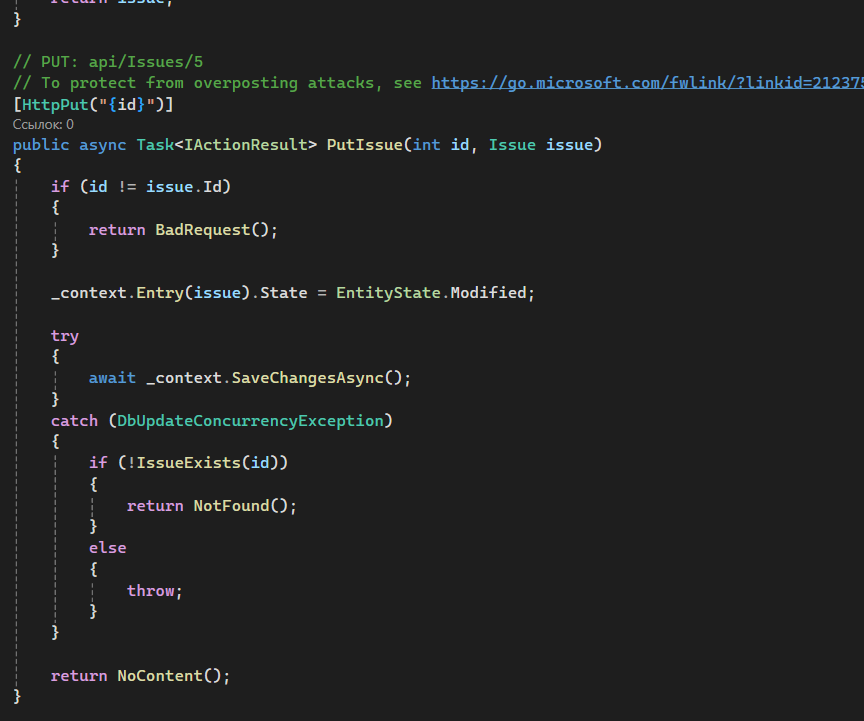 return issue;
}
// PUT: api/Issues/5
// To protect from overposting attacks, see https://go.microsoft.com/fwlink/?linkid=212375
[HttpPut("{id}")]
Ссылок: 0
public async Task<IActionResult> PutIssue(int id, Issue issue)
{
    if (id != issue.Id)
    {
        return BadRequest();
    }
    _context.Entry(issue).State = EntityState.Modified;
    try
    {
        await _context.SaveChangesAsync();
    }
    catch (DbUpdateConcurrencyException)
    {
        if (!IssueExists(id))
        {
            return NotFound();
        }
        else
        {
            throw;
        }
    }
    return NoContent();
}